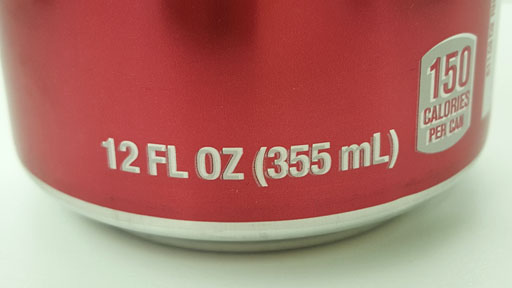 150
CALORIES
PER CAN
12 FL OZ (355 mL)